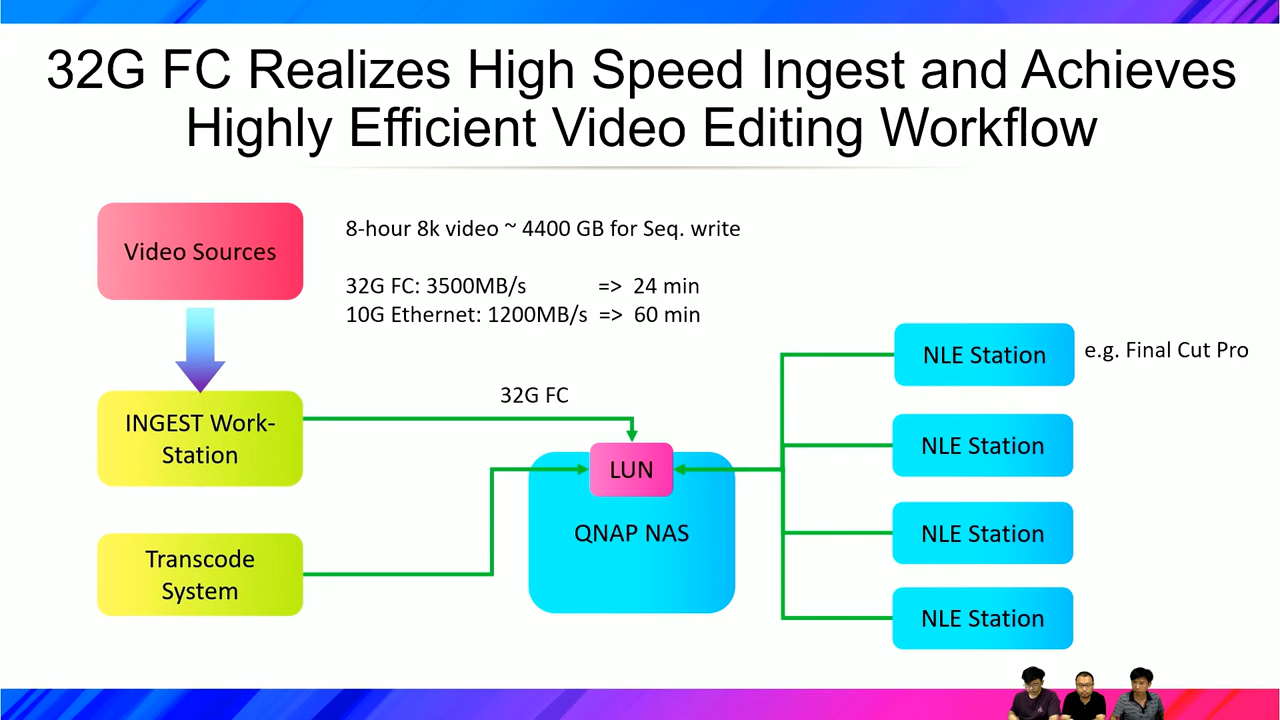 32G FC Realizes High Speed Ingest and Achieves
Highly Efficient Video Editing Workflow
Video Sources
8-hour 8k video ~ 4400 GB for Seq. write
32G FC: 3500MB/s => 24 min
10G Ethernet: 1200MB/s => 60 min
INGEST Work-
Station
32G FC
Transcode
System
LUN
QNAP NAS
NLE Station
e.g. Final Cut Pro
NLE Station
NLE Station
NLE Station